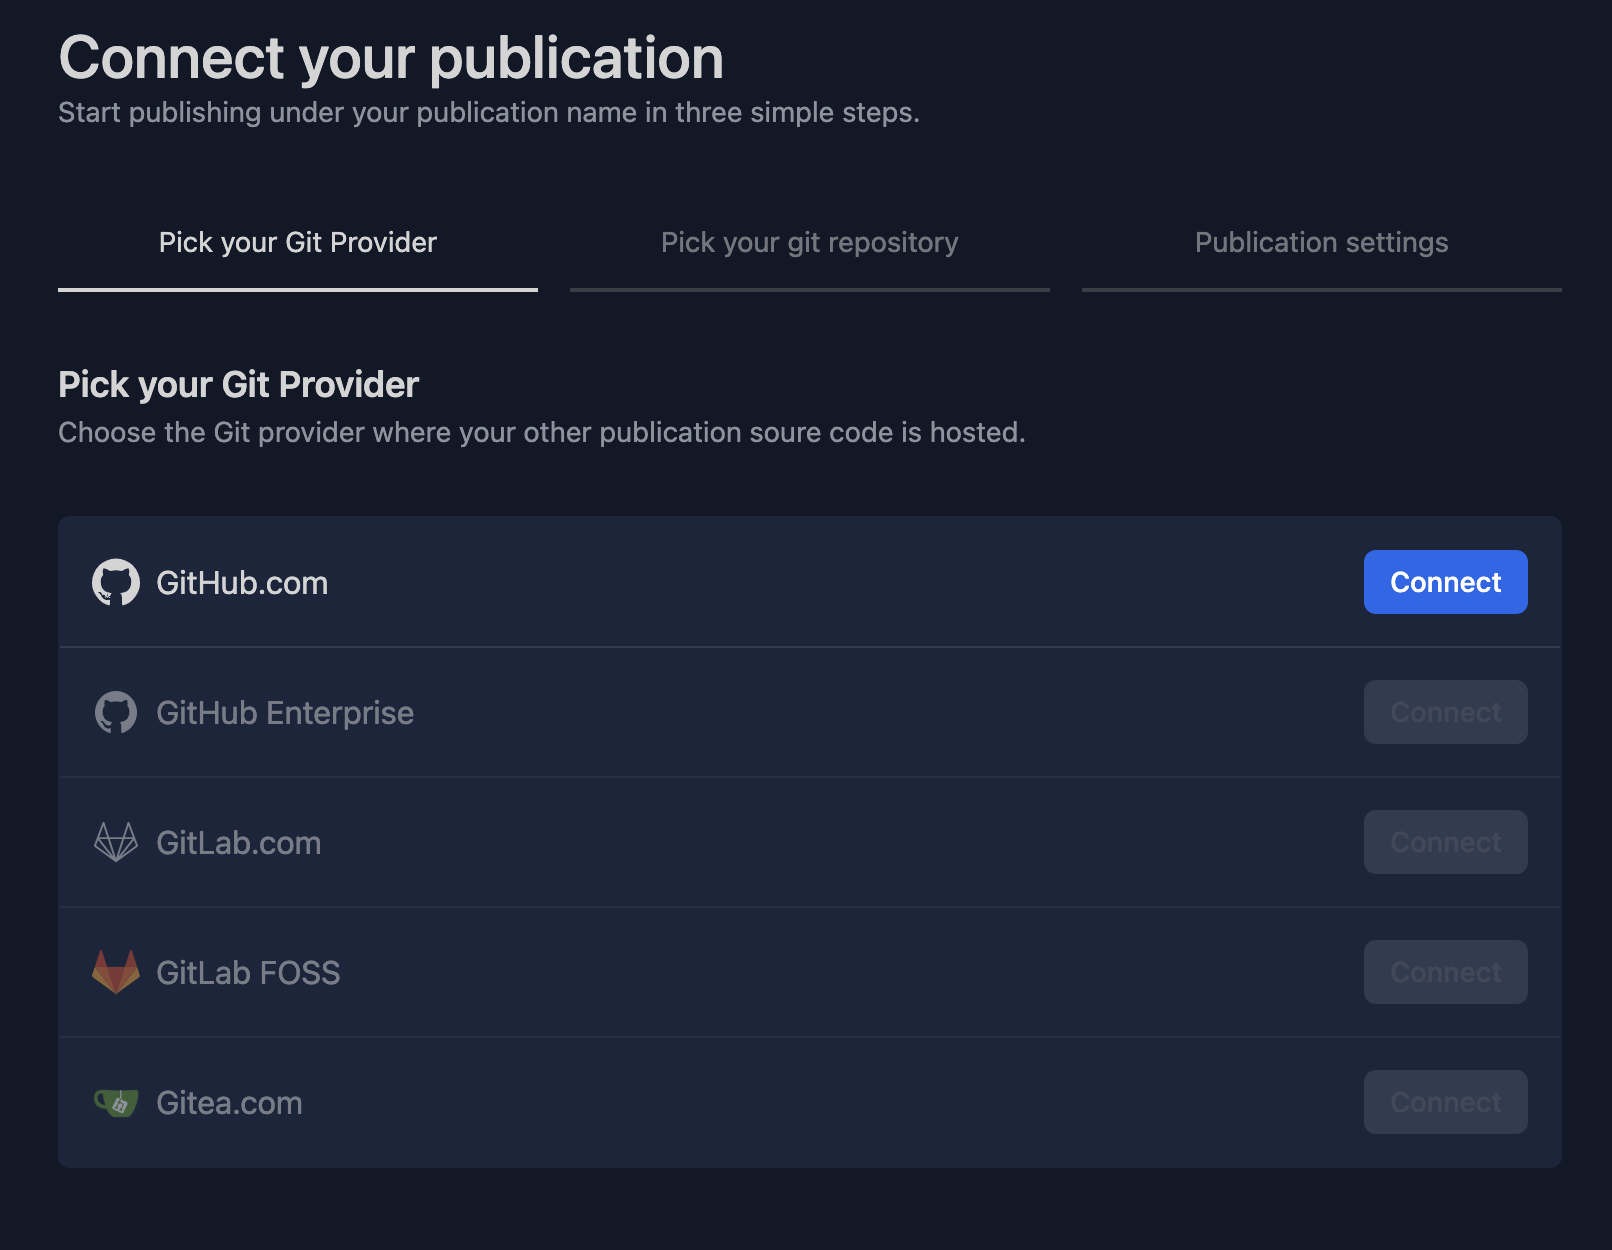 Connect your publication
Start publishing under your publication name in three simple steps.
Pick your Git Provider
Pick your git repository
Publication settings
Pick your Git Provider
Choose the Git provider where your other publication soure code is hosted.
GitHub.com
Connect
GitHub Enterprise
Connect
GitLab.com
Connect
GitLab FOSS
Connect
Gitea.com
Connect